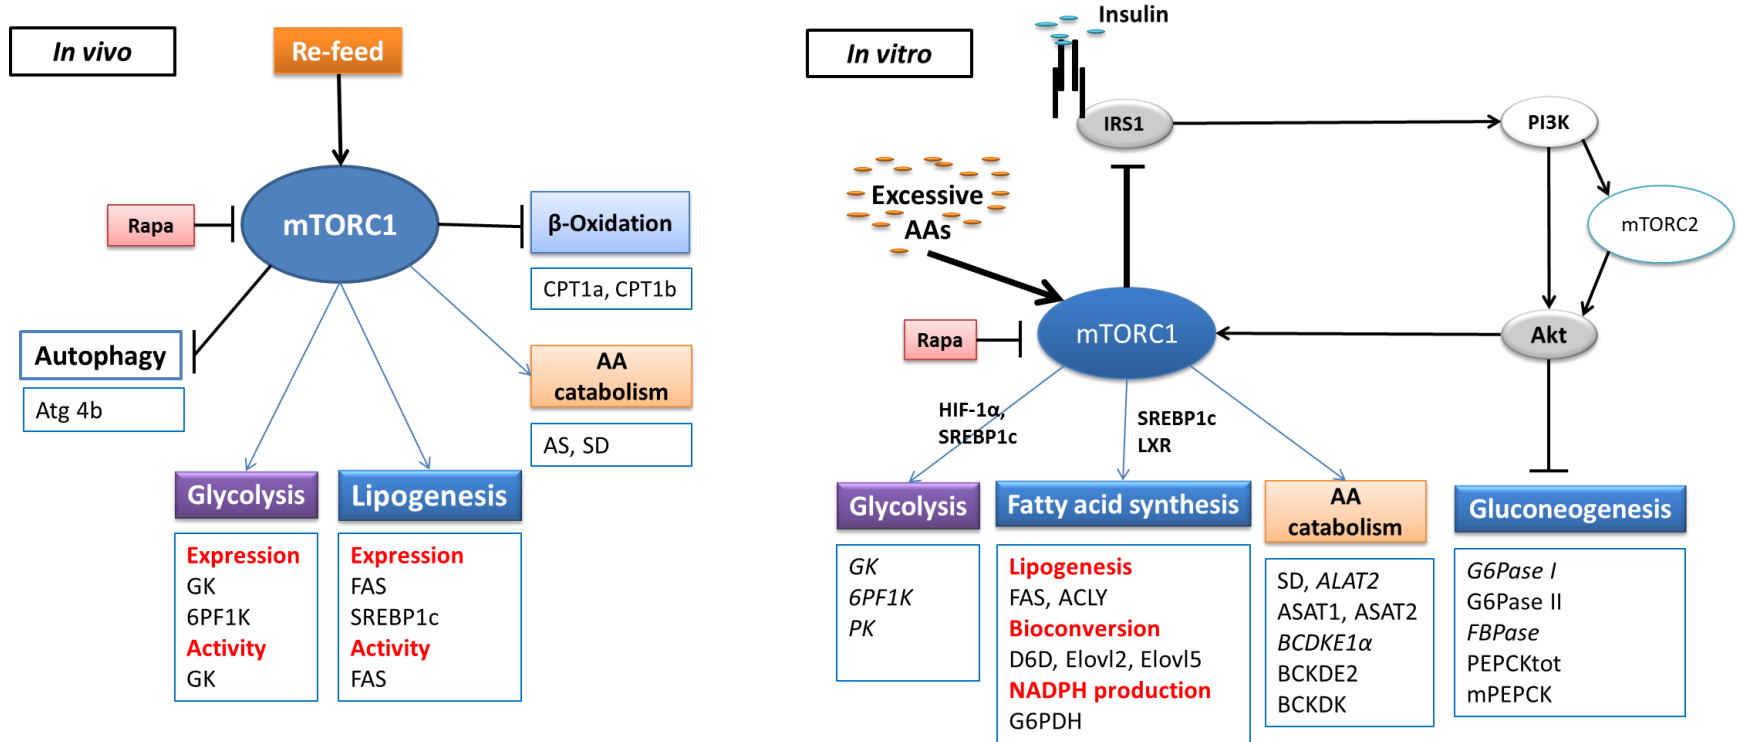 In vivo
Re-feed
mTORC1
Rapa
β-Oxidation
CPT1a, CPT1b
Autophagy
Atg 4b
AA
catabolism
AS, SD
Glycolysis
Expression
GK
6PF1K
Activity
GK
Lipogenesis
Expression
FAS
SREBP1c
Activity
FAS
In vitro
Insulin
IRS1
PI3K
Excessive
AAs
mTORC2
mTORC1
Rapa
Akt
HIF-1α,
SREBP1c
SREBP1c
LXR
Glycolysis
GK
6PF1K
PK
Fatty acid synthesis
Lipogenesis
FAS, ACLY
Bioconversion
D6D, Elovl2, Elovl5
NADPH production
G6PDH
AA
catabolism
SD, ALAT2
ASAT1, ASAT2
BCDKE1α
BCKDE2
BCKDK
Gluconeogenesis
G6Pase I
G6Pase II
FBPase
PEPCKtot
mPEPCK